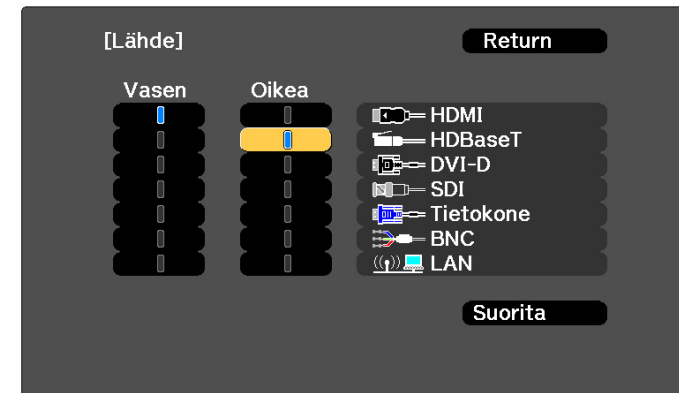 [Lähde]
Return
Vasen Oikea
HDMI
HDBaseT
DVI-D
SDI
Tietokone
BNC
LAN
Suorita